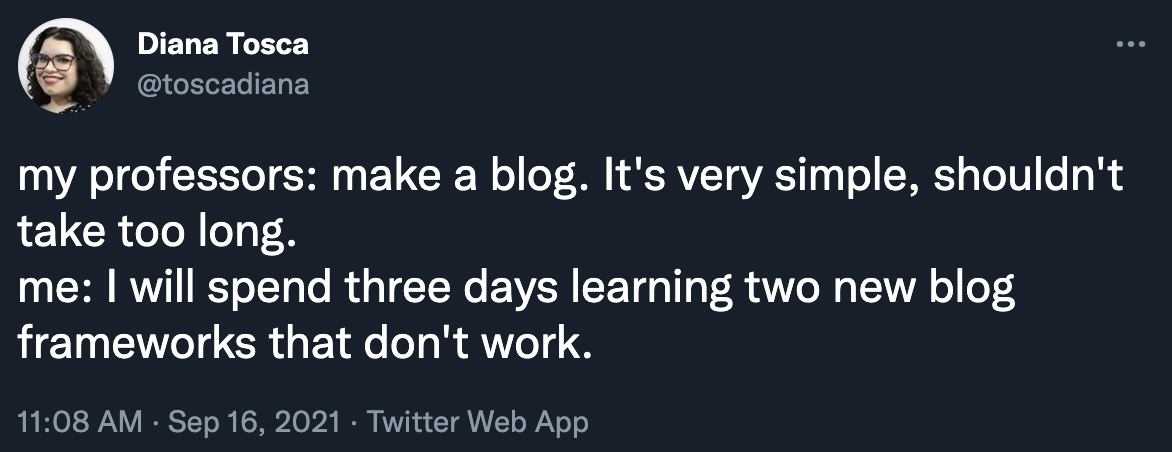 Diana Tosca
@toscadiana
my professors: make a blog. It's very simple, shouldn't
take too long.
me: I will spend three days learning two new blog
frameworks that don't work.
11:08 AM · Sep 16, 2021 · Twitter Web App